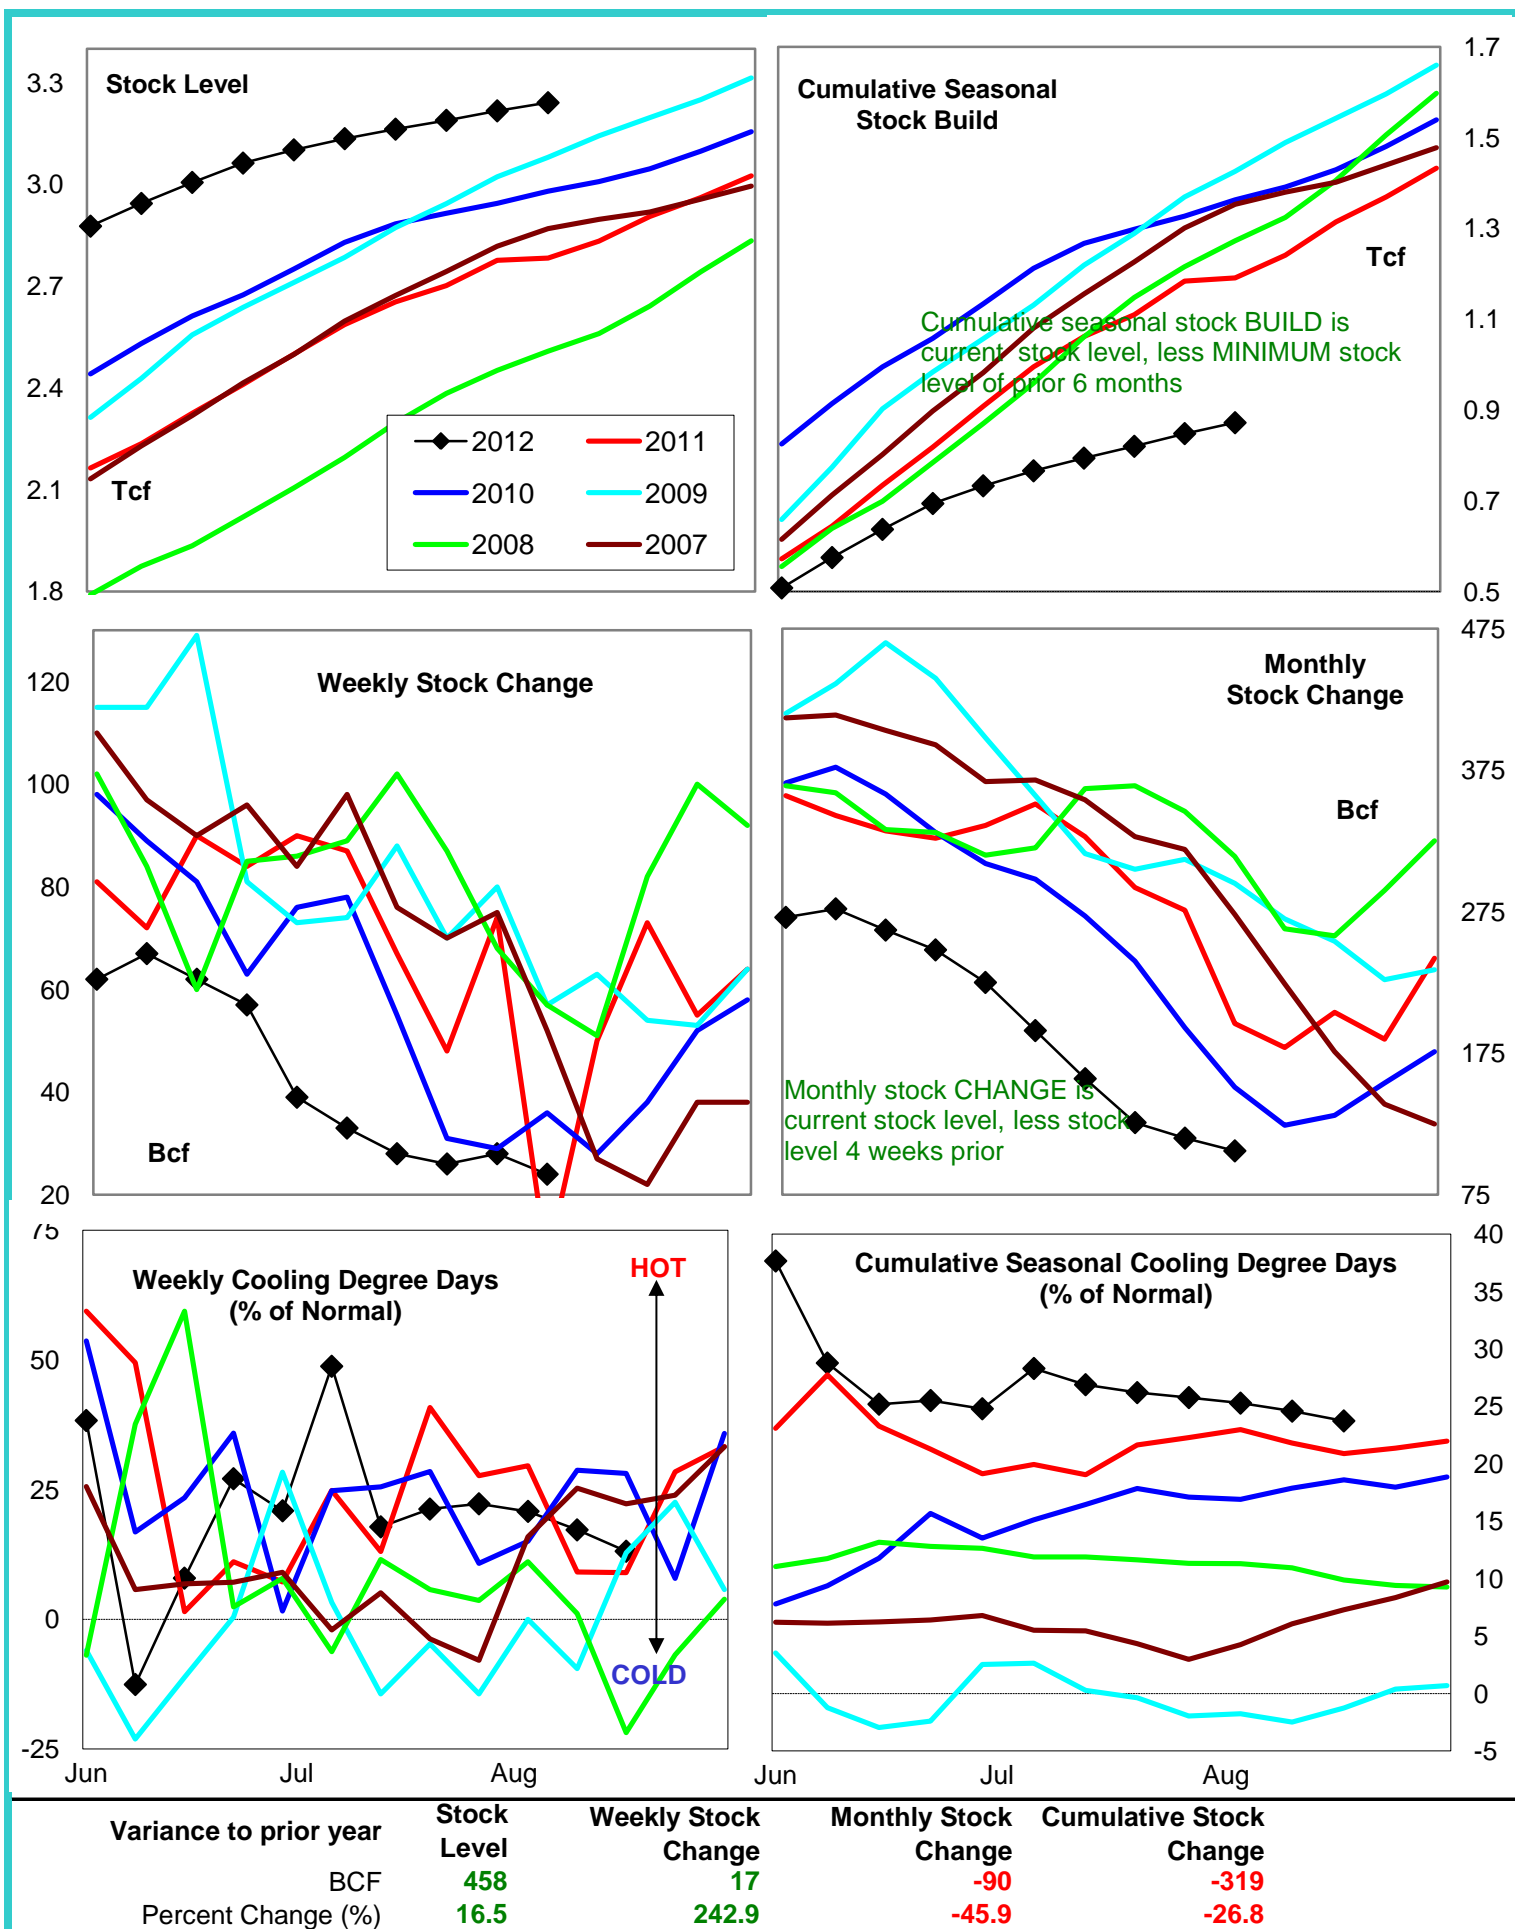 Stock Level
3.3
3.0
2.7
2.4
2.1
1.8
Tcf
2012
2011
2010
2009
2008
2007
Cumulative Seasonal
Stock Build
1.7
1.5
1.3
1.1
0.9
0.7
0.5
Tcf
Cumulative seasonal stock BUILD is
current stock level, less MINIMUM stock
level of prior 6 months
Weekly Stock Change
120
100
80
60
40
20
Bcf
Monthly
Stock Change
475
375
275
175
75
Bcf
Monthly stock CHANGE is
current stock level, less stock
level 4 weeks prior
Weekly Cooling Degree Days
(% of Normal)
75
50
25
0
-25
HOT
COLD
Jun
Jul
Aug
Cumulative Seasonal Cooling Degree Days
(% of Normal)
40
35
30
25
20
15
10
5
0
-5
Jun
Jul
Aug
Variance to prior year
Stock
Level
Weekly Stock
Change
Monthly Stock
Change
Cumulative Stock
Change
BCF 458 17 -90 -319
Percent Change (%) 16.5 242.9 -45.9 -26.8